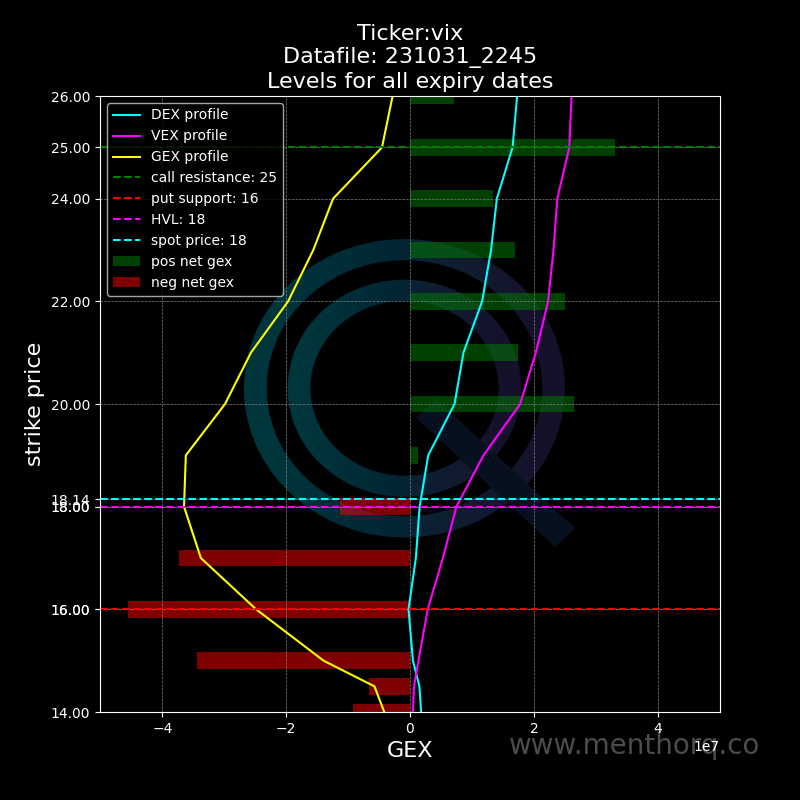 Ticker:vix
Datafile: 231031_2245
Levels for all expiry dates
26.00
25.00
24.00
22.00
20.00
18.14
18.00
16.00
14.00
strike price
DEX profile
VEX profile
GEX profile
call resistance: 25
put support: 16
HVL: 18
spot price: 18
pos net gex
neg net gex
−4
−2
0
2
4
1e7
GEX
www.menthorq.co